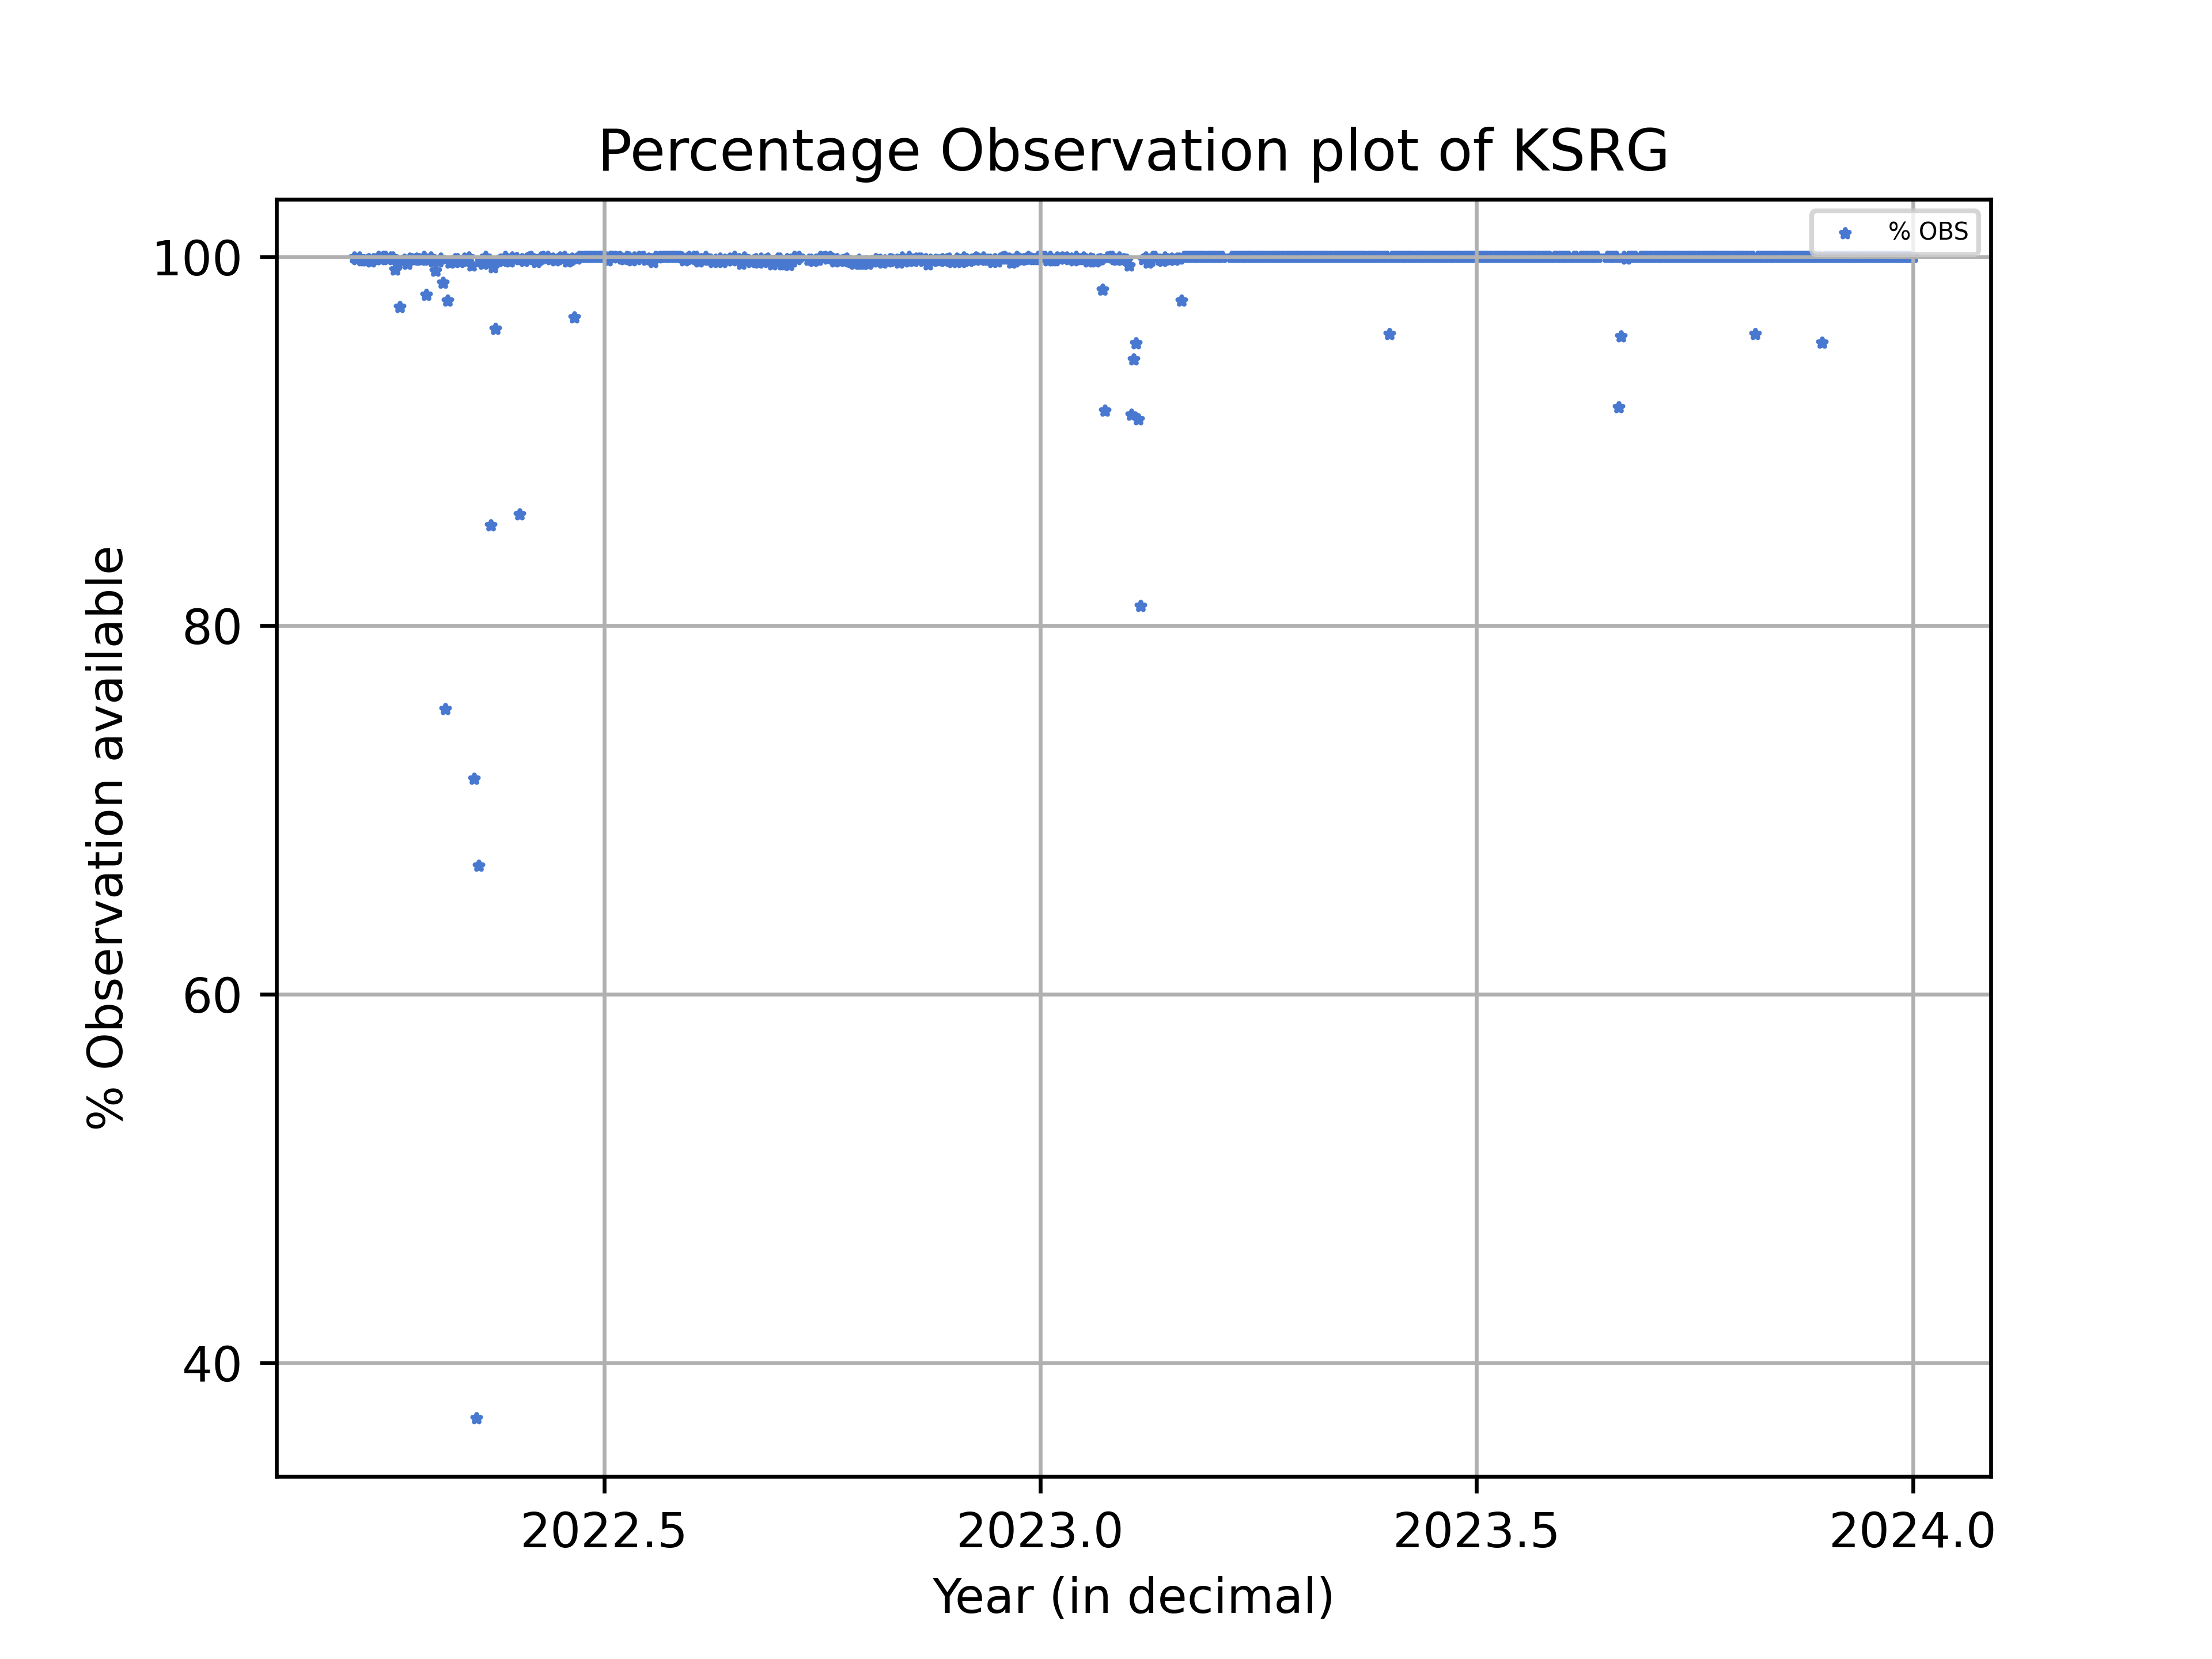 Percentage Observation plot of KSRG
% OBS
100
80
60
40
% Observation available
2022.5
2023.0
2023.5
2024.0
Year (in decimal)